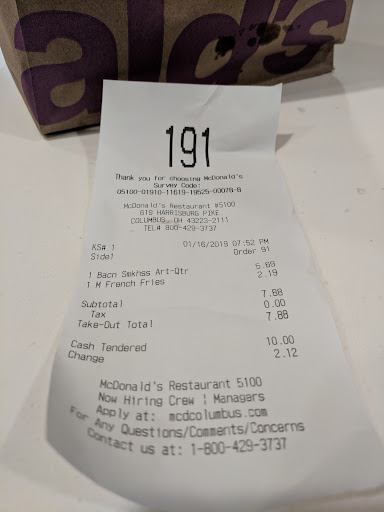 ald's
191
Thank you for choosing McDonald's
Survey Code:
05100-01910-11619-19525-00078-8
McDonald's Restaurant #5100
619 HARRISBURG PIKE
COLUMBUS, OH 43223-2111
TEL# 800-429-3737
KS# 1 01/16/2019 07:52 PM
Side1 Order 91
1 Bacn Smkhss Art-Qtr 5.69
1 M French Fries 2.19
Subtotal 7.88
Tax 0.00
Take-Out Total 7.88
Cash Tendered 10.00
Change 2.12
McDonald's Restaurant 5100
Now Hiring Crew | Managers
Apply at: mcdcolumbus.com
For Any Questions/Comments/Concerns
Contact us at: 1-800-429-3737